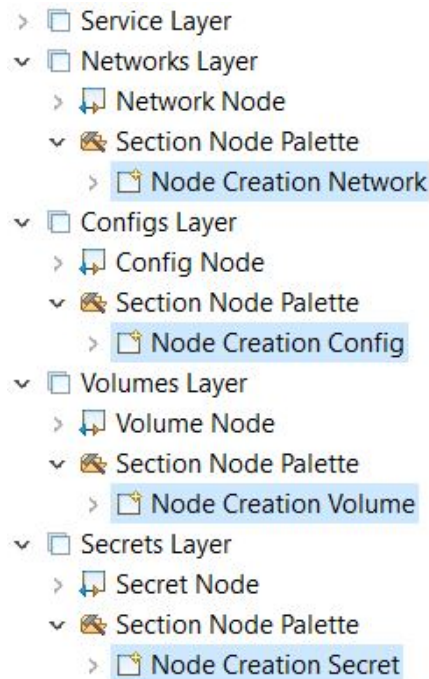 Service Layer
Networks Layer
Network Node
Section Node Palette
Node Creation Network
Configs Layer
Config Node
Section Node Palette
Node Creation Config
Volumes Layer
Volume Node
Section Node Palette
Node Creation Volume
Secrets Layer
Secret Node
Section Node Palette
Node Creation Secret